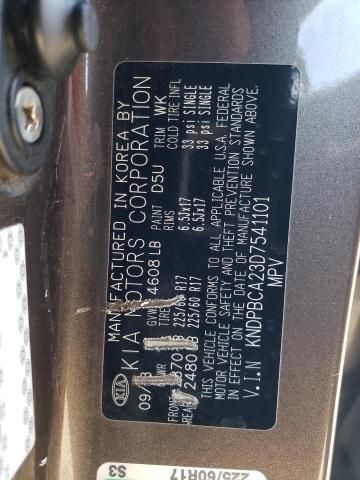 MANUFACTURED IN KOREA BY
KIA MOTORS CORPORATION
KIA
09/ GVWR 4608 LB PAINT D5U TRIM WK
TIRE RIMS COLD TIRE INFL
FRONT 225/60 R17 6.5JX17 33 psi SINGLE
REAR 2480 LB 225/60 R17 6.5JX17 33 psi SINGLE
THIS VEHICLE CONFORMS TO ALL APPLICABLE U.S.A. FEDERAL
MOTOR VEHICLE SAFETY AND THEFT PREVENTION STANDARDS
IN EFFECT ON THE DATE OF MANUFACTURE SHOWN ABOVE.
V.I.N KNDPBCA23D7541101
MPV
225/60R17
S3